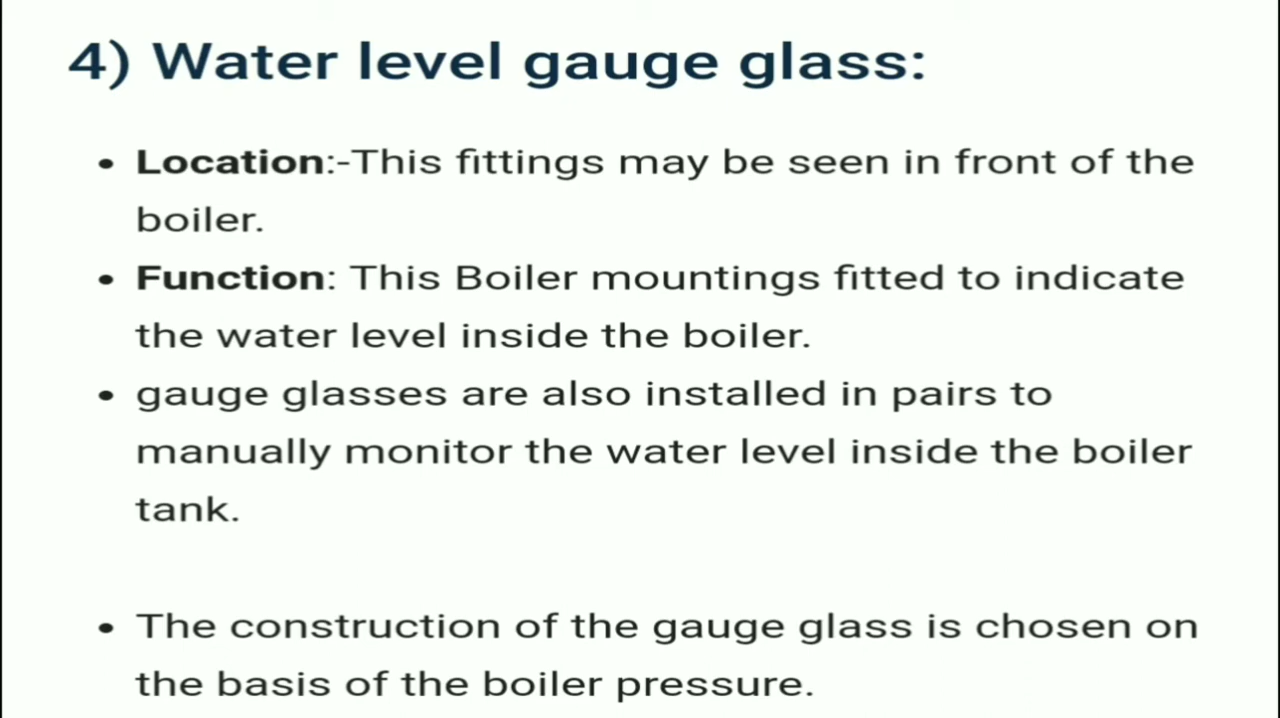 4) Water level gauge glass:
• Location:-This fittings may be seen in front of the
boiler.
• Function: This Boiler mountings fitted to indicate
the water level inside the boiler.
• gauge glasses are also installed in pairs to
manually monitor the water level inside the boiler
tank.
• The construction of the gauge glass is chosen on
the basis of the boiler pressure.